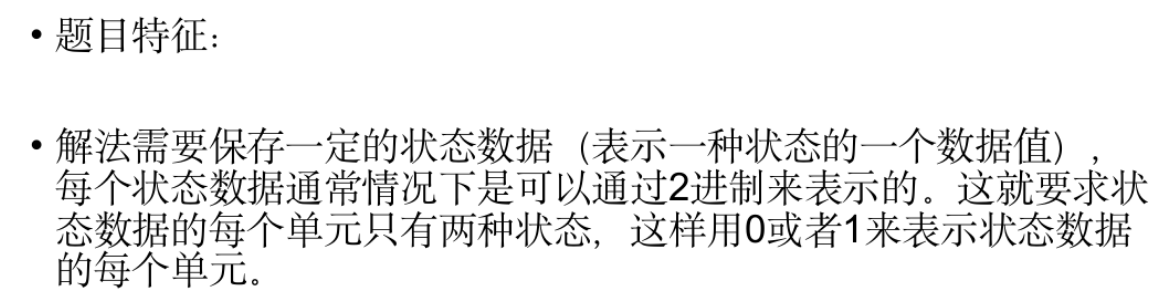 • 题目特征：
• 解法需要保存一定的状态数据（表示一种状态的一个数据值），
每个状态数据通常情况下是可以通过2进制来表示的。这就要求状
态数据的每个单元只有两种状态，这样用0或者1来表示状态数据
的每个单元。